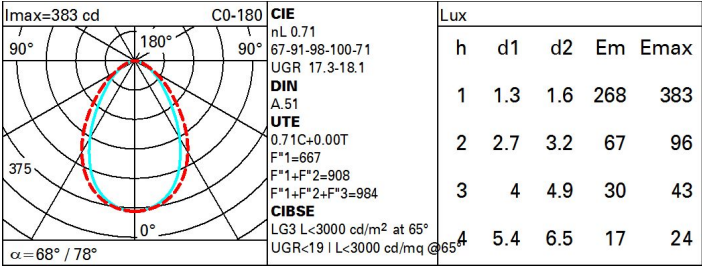 Imax=383 cd C0-180
90° 180° 90°
375
0°
α=68° / 78°
CIE
nL 0.71
67-91-98-100-71
UGR 17.3-18.1
DIN
A.51
UTE
0.71C+0.00T
F"1=667
F"1+F"2=908
F"1+F"2+F"3=984
CIBSE
LG3 L<3000 cd/m² at 65°
UGR<19 | L<3000 cd/mq @65°
Lux
h d1 d2 Em Emax
1 1.3 1.6 268 383
2 2.7 3.2 67 96
3 4 4.9 30 43
4 5.4 6.5 17 24